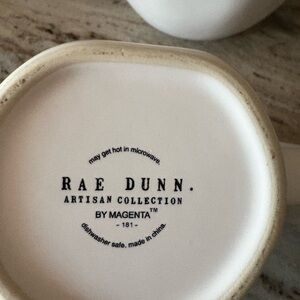 may get hot in microwave.
RAE DUNN.
ARTISAN COLLECTION
BY MAGENTA™
- 181 -
dishwasher safe. made in china.